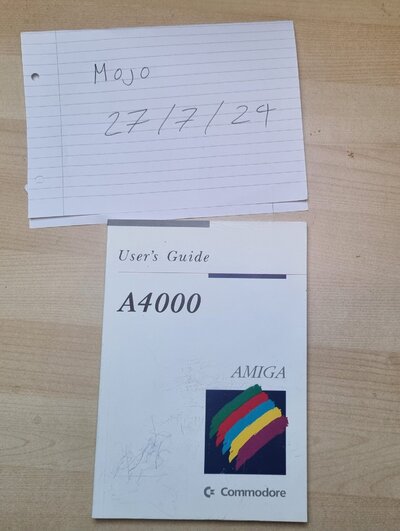 Mojo
27/7/24
User's Guide
A4000
AMIGA
Commodore